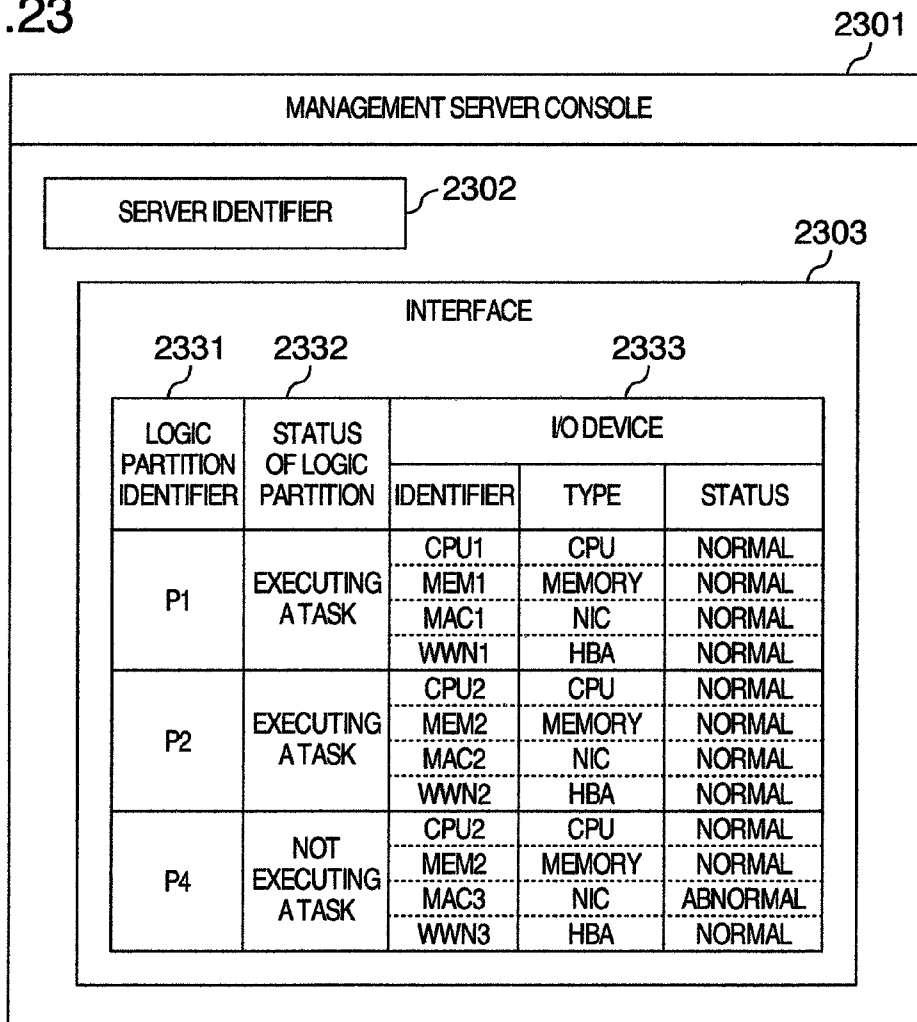 .23
2301
MANAGEMENT SERVER CONSOLE
SERVER IDENTIFIER
2302
2303
INTERFACE
2331 2332 2333
LOGIC PARTITION IDENTIFIER
STATUS OF LOGIC PARTITION
I/O DEVICE
IDENTIFIER TYPE STATUS
P1
EXECUTING A TASK
CPU1 CPU NORMAL
MEM1 MEMORY NORMAL
MAC1 NIC NORMAL
WWN1 HBA NORMAL
P2
EXECUTING A TASK
CPU2 CPU NORMAL
MEM2 MEMORY NORMAL
MAC2 NIC NORMAL
WWN2 HBA NORMAL
P4
NOT EXECUTING A TASK
CPU2 CPU NORMAL
MEM2 MEMORY NORMAL
MAC3 NIC ABNORMAL
WWN3 HBA NORMAL